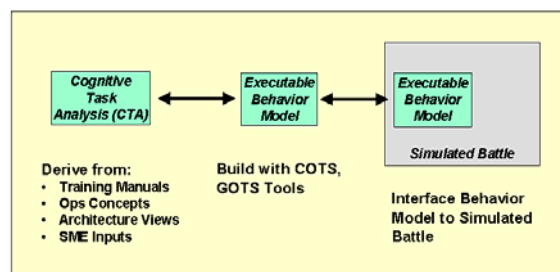 Cognitive
Task
Analysis (CTA)
Executable
Behavior
Model
Executable
Behavior
Model
Simulated Battle
Derive from:
• Training Manuals
• Ops Concepts
• Architecture Views
• SME Inputs
Build with COTS,
GOTS Tools
Interface Behavior
Model to Simulated
Battle